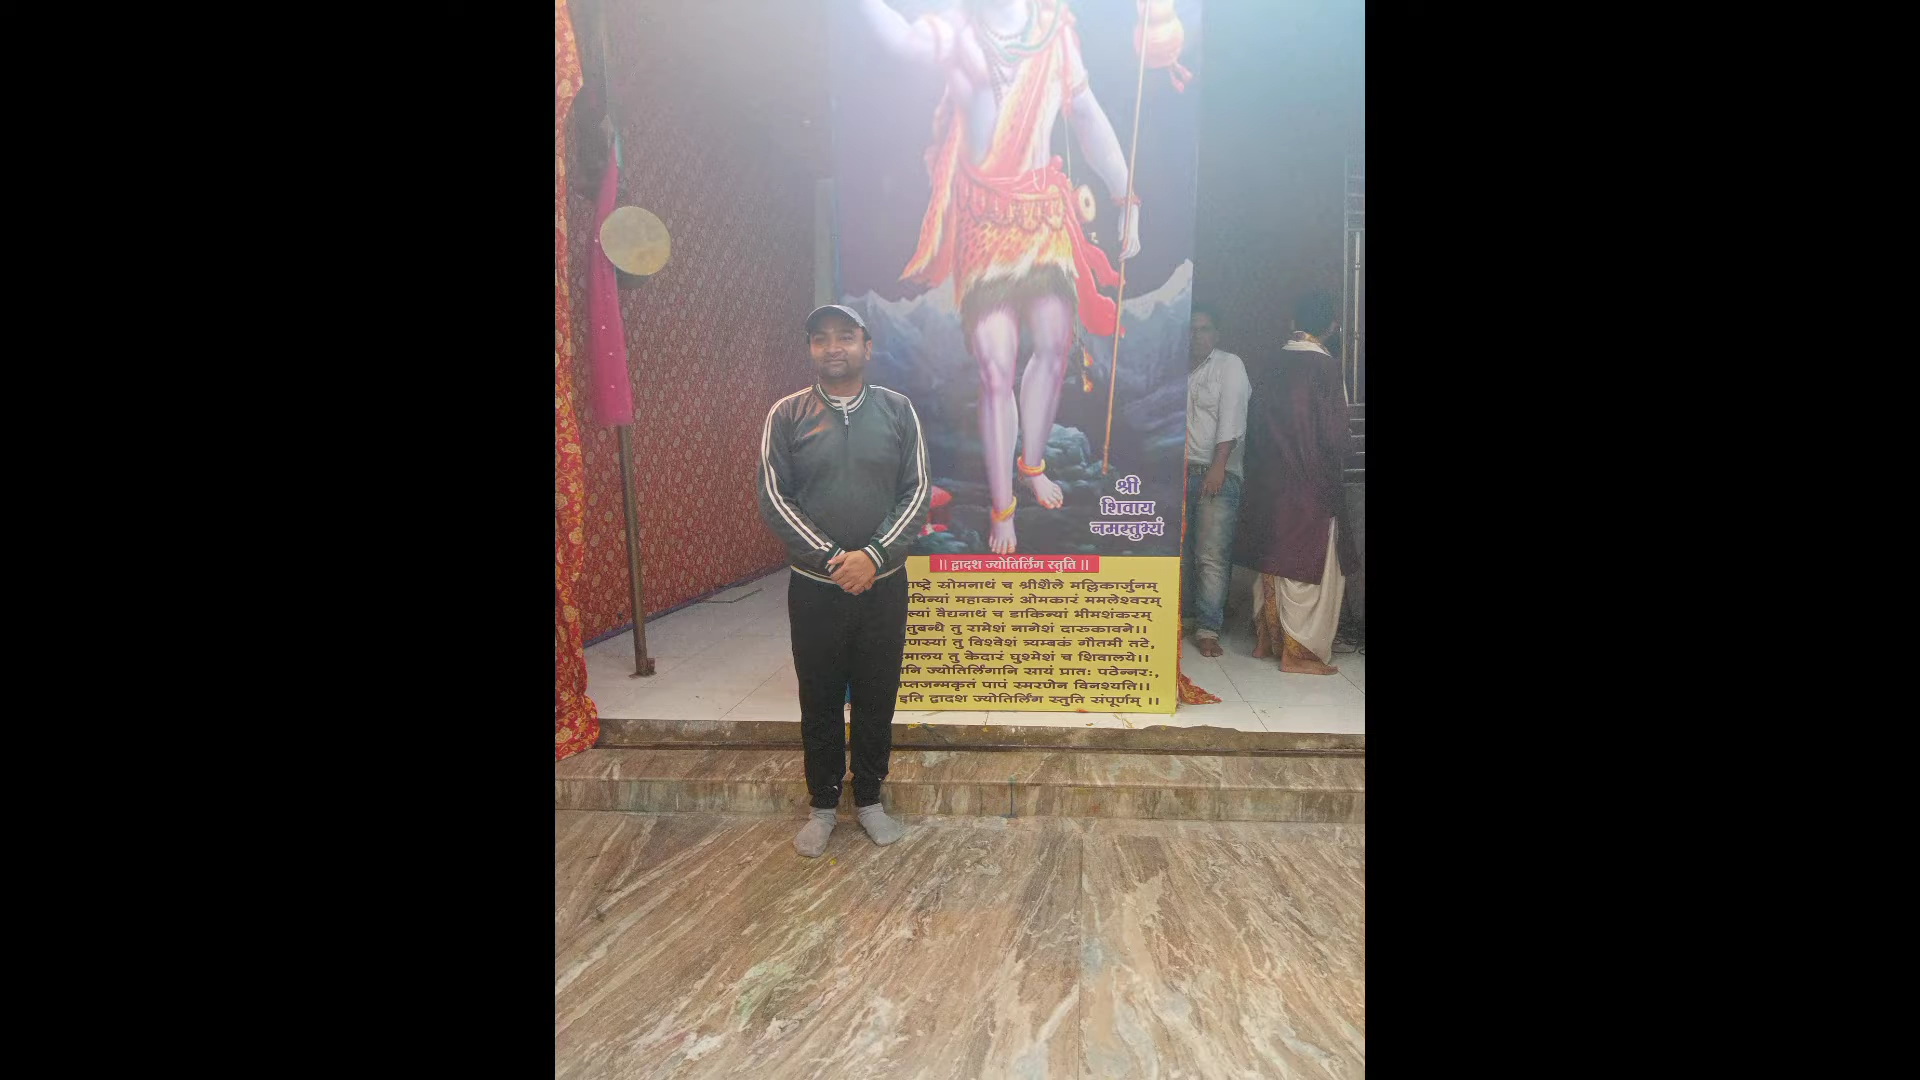 श्री
शिवाय
नमस्तुभ्यं
॥ द्वादश ज्योतिर्लिंग स्तुति ॥
सोमनाथं च श्रीशैले मल्लिकार्जुनम्
महाकालं ओमकारं ममलेश्वरम्
वैद्यनाथं च डाकिन्यां भीमशंकरम्
तु रामेशं नागेशं दारुकावने।।
तु विश्वेशं त्र्यम्बकं गौतमी तटे,
तु केदारं घुश्मेशं च शिवालये।।
ज्योतिर्लिंगानि सायं प्रातः पठेन्नरः,
पापं स्मरणेन विनश्यति।।
इति द्वादश ज्योतिर्लिंग स्तुति संपूर्णम् ।।